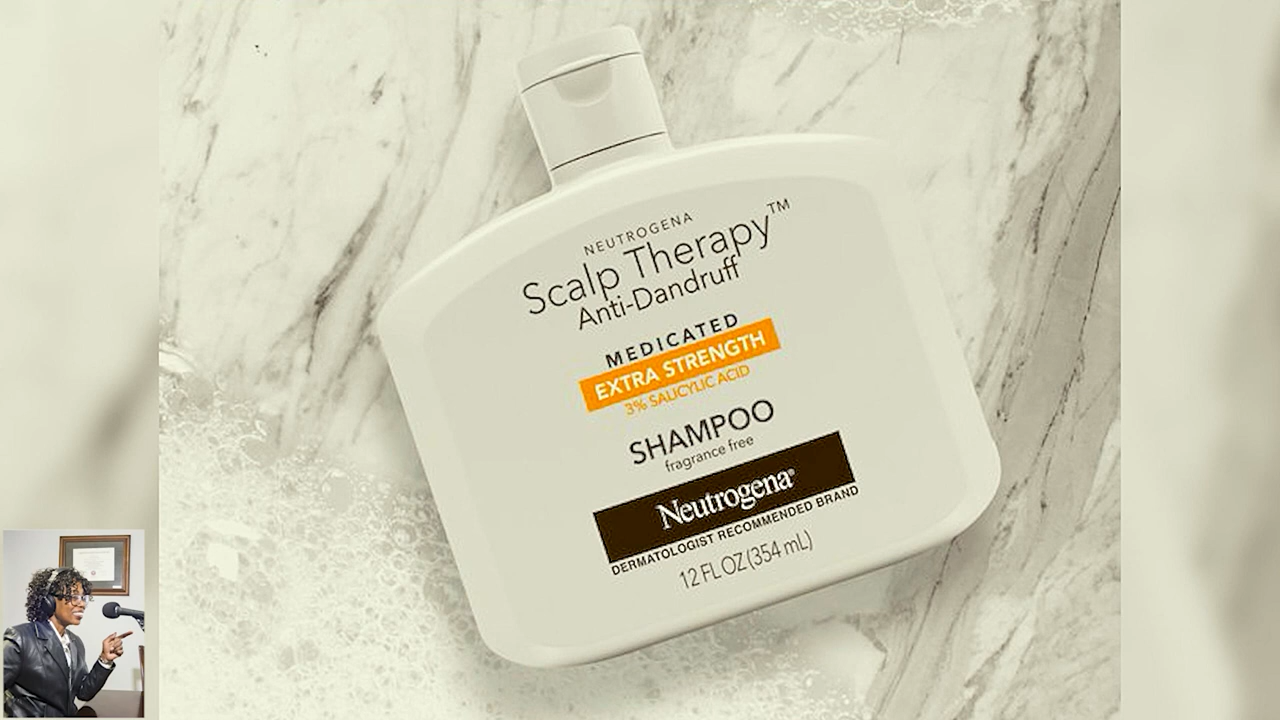 NEUTROGENA
Scalp Therapy™
Anti-Dandruff
MEDICATED
EXTRA STRENGTH
3% SALICYLIC ACID
SHAMPOO
fragrance free
Neutrogena®
DERMATOLOGIST RECOMMENDED BRAND
12 FL OZ (354 mL)